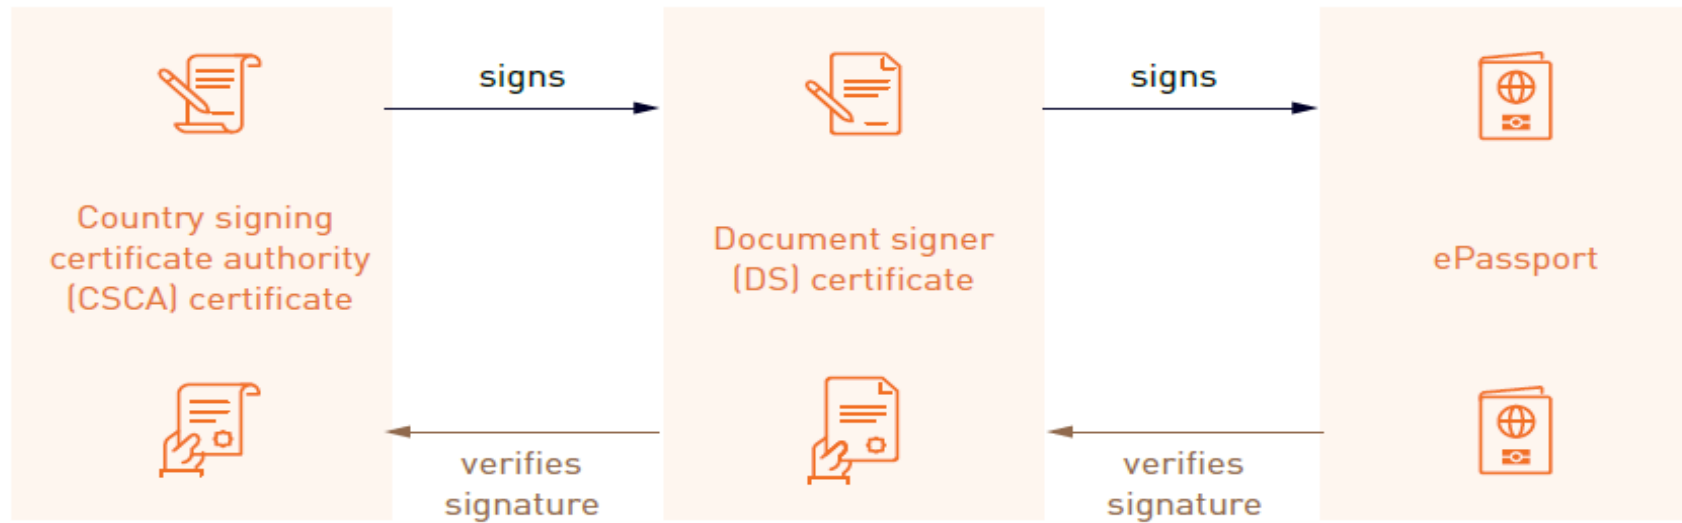 signs
signs
Country signing
certificate authority
(CSCA) certificate
Document signer
(DS) certificate
ePassport
verifies
signature
verifies
signature